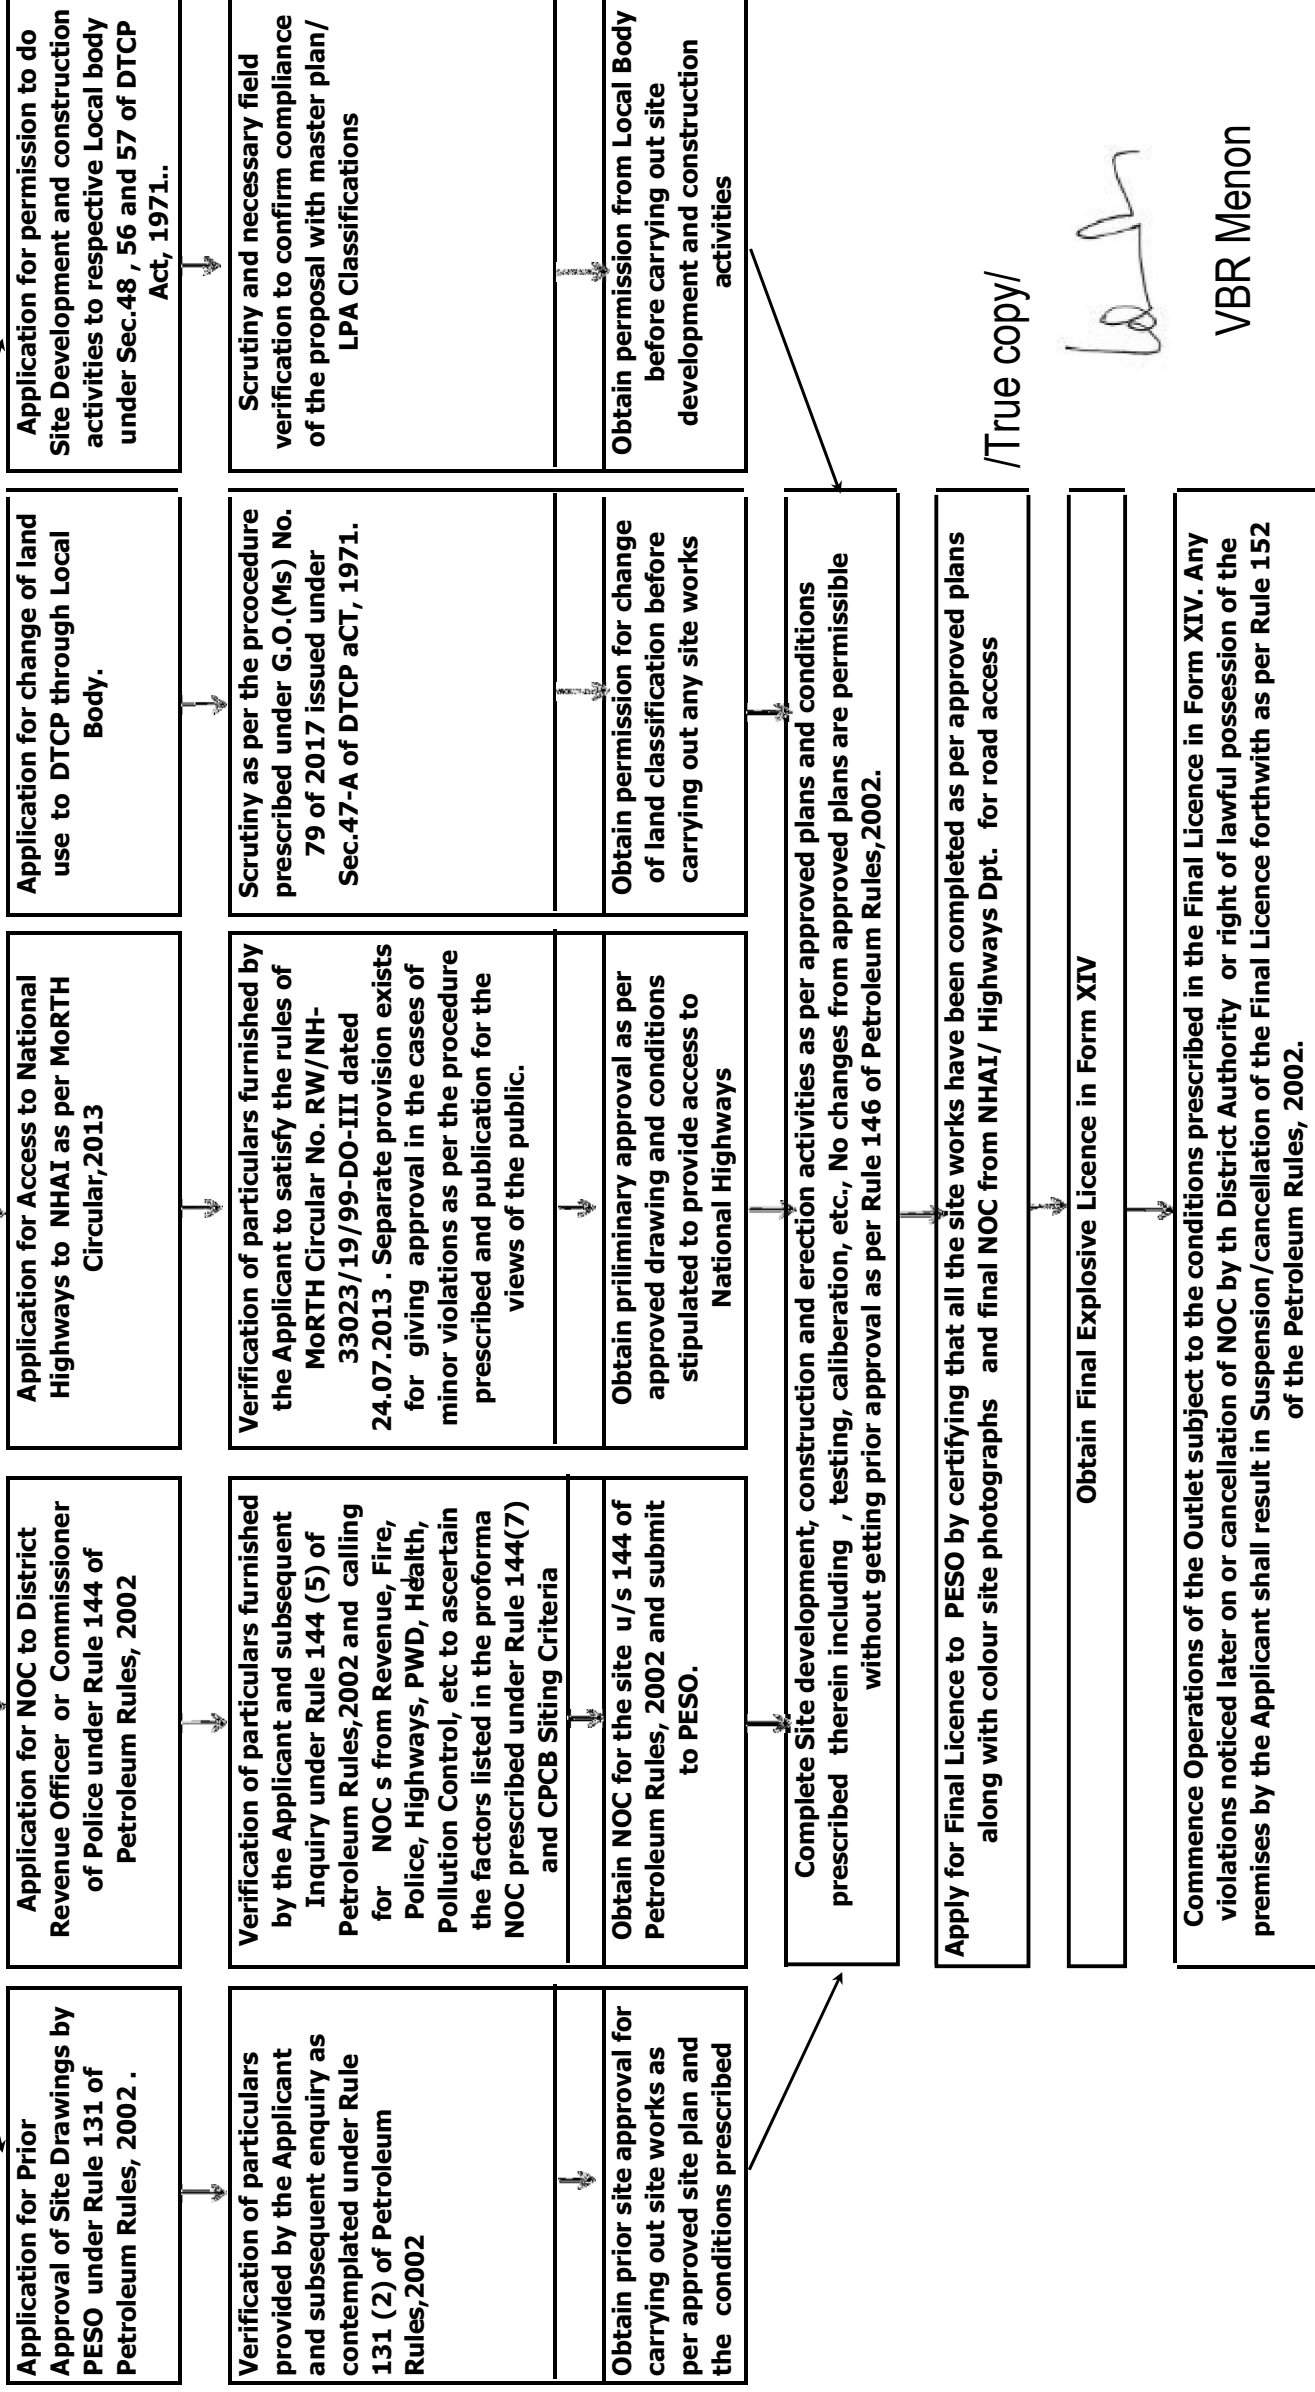 Application for Prior
Approval of Site Drawings by
PESO under Rule 131 of
Petroleum Rules, 2002 .
Application for NOC to District
Revenue Officer or Commissioner
of Police under Rule 144 of
Petroleum Rules, 2002
Application for Access to National
Highways to NHAI as per MoRTH
Circular,2013
Application for change of land
use to DTCP through Local
Body.
Application for permission to do
Site Development and construction
activities to respective Local body
under Sec.48 , 56 and 57 of DTCP
Act, 1971..
Verification of particulars
provided by the Applicant
and subsequent enquiry as
contemplated under Rule
131 (2) of Petroleum
Rules,2002
Verification of particulars furnished
by the Applicant and subsequent
Inquiry under Rule 144 (5) of
Petroleum Rules,2002 and calling
for NOC s from Revenue, Fire,
Police, Highways, PWD, Health,
Pollution Control, etc to ascertain
the factors listed in the proforma
NOC prescribed under Rule 144(7)
and CPCB Siting Criteria
Verification of particulars furnished by
the Applicant to satisfy the rules of
MoRTH Circular No. RW/NH-
33023/19/99-DO-III dated
24.07.2013 . Separate provision exists
for giving approval in the cases of
minor violations as per the procedure
prescribed and publication for the
views of the public.
Scrutiny as per the prcocedure
prescribed under G.O.(Ms) No.
79 of 2017 issued under
Sec.47-A of DTCP aCT, 1971.
Scrutiny and necessary field
verification to confirm compliance
of the proposal with master plan/
LPA Classifications
Obtain prior site approval for
carrying out site works as
per approved site plan and
the conditions prescribed
Obtain NOC for the site u/s 144 of
Petroleum Rules, 2002 and submit
to PESO.
Obtain priliminary approval as per
approved drawing and conditions
stipulated to provide access to
National Highways
Obtain permission for change
of land classification before
carrying out any site works
Obtain permission from Local Body
before carrying out site
development and construction
activities
Complete Site development, construction and erection activities as per approved plans and conditions
prescribed therein including , testing, caliberation, etc., No changes from approved plans are permissible
without getting prior approval as per Rule 146 of Petroleum Rules,2002.
Apply for Final Licence to PESO by certifying that all the site works have been completed as per approved plans
along with colour site photographs and final NOC from NHAI/ Highways Dpt. for road access
Obtain Final Explosive Licence in Form XIV
Commence Operations of the Outlet subject to the conditions prescribed in the Final Licence in Form XIV. Any
violations noticed later on or cancellation of NOC by th District Authority or right of lawful possession of the
premises by the Applicant shall result in Suspension/cancellation of the Final Licence forthwith as per Rule 152
of the Petroleum Rules, 2002.
/True copy/
VBR Menon